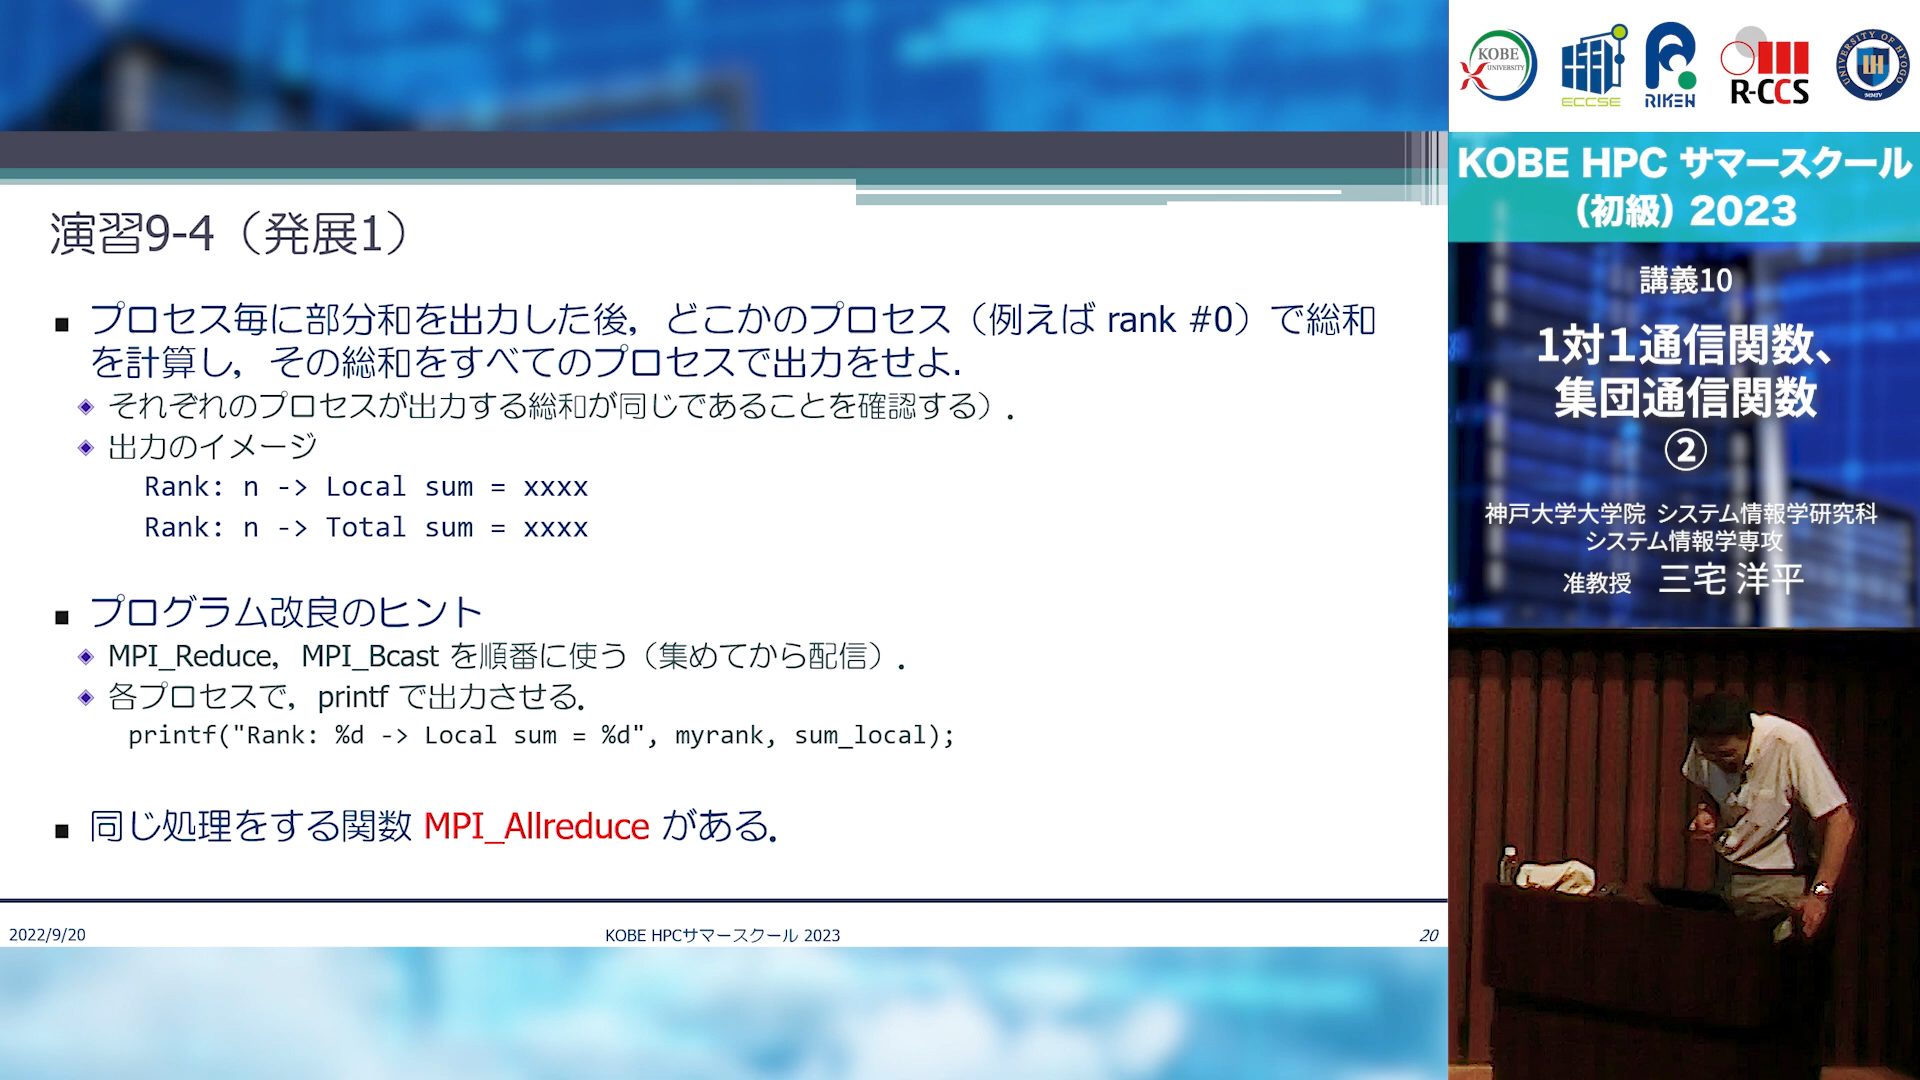 演習9-4（発展1）
プロセス毎に部分和を出力した後，どこかのプロセス（例えば rank #0）で総和
を計算し，その総和をすべてのプロセスで出力をせよ．
それぞれのプロセスが出力する総和が同じであることを確認する）．
出力のイメージ
Rank: n -> Local sum = xxxx
Rank: n -> Total sum = xxxx
プログラム改良のヒント
MPI_Reduce，MPI_Bcast を順番に使う（集めてから配信）．
各プロセスで，printf で出力させる．
printf("Rank: %d -> Local sum = %d", myrank, sum_local);
同じ処理をする関数 MPI_Allreduce がある．
2022/9/20
KOBE HPCサマースクール 2023
20
KOBE
UNIVERSITY
ECCSE
RIKEN
R-CCS
UNIVERSITY OF HYOGO
KOBE HPC サマースクール
（初級）2023
講義10
1対1通信関数、
集団通信関数
②
神戸大学大学院 システム情報学研究科
システム情報学専攻
准教授 三宅 洋平